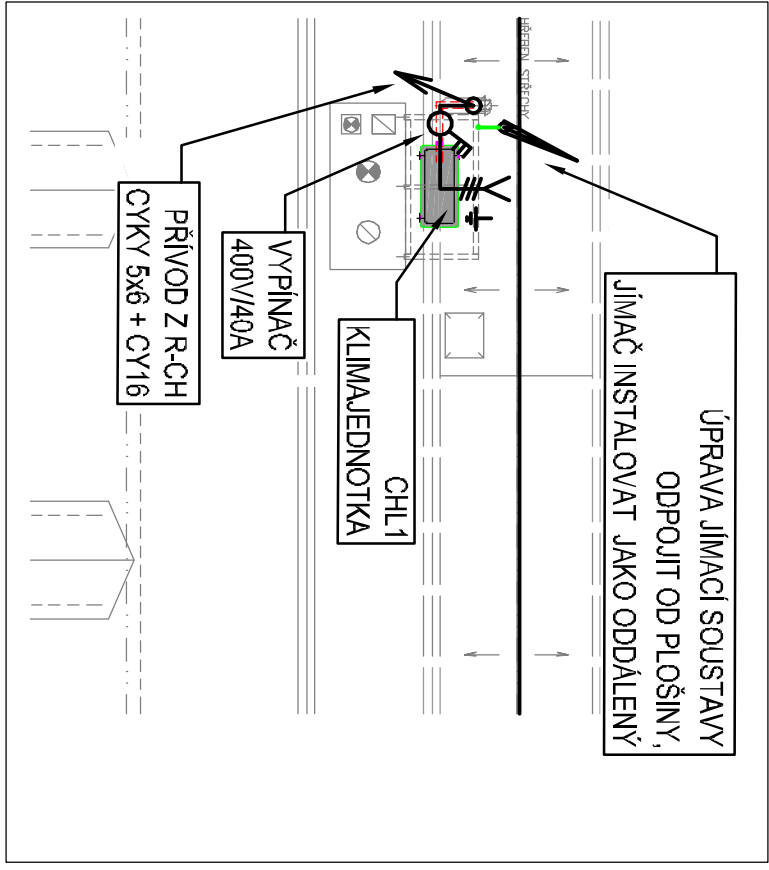 HŘEBEN STŘECHY
ÚPRAVA JÍMACÍ SOUSTAVY
ODPOJIT OD PLOŠINY,
JÍMAČ INSTALOVAT JAKO ODDÁLENÝ
CHL1
KLIMAJEDNOTKA
VYPÍNAČ
400V/40A
PŘÍVOD Z R-CH
CYKY 5x6 + CY16